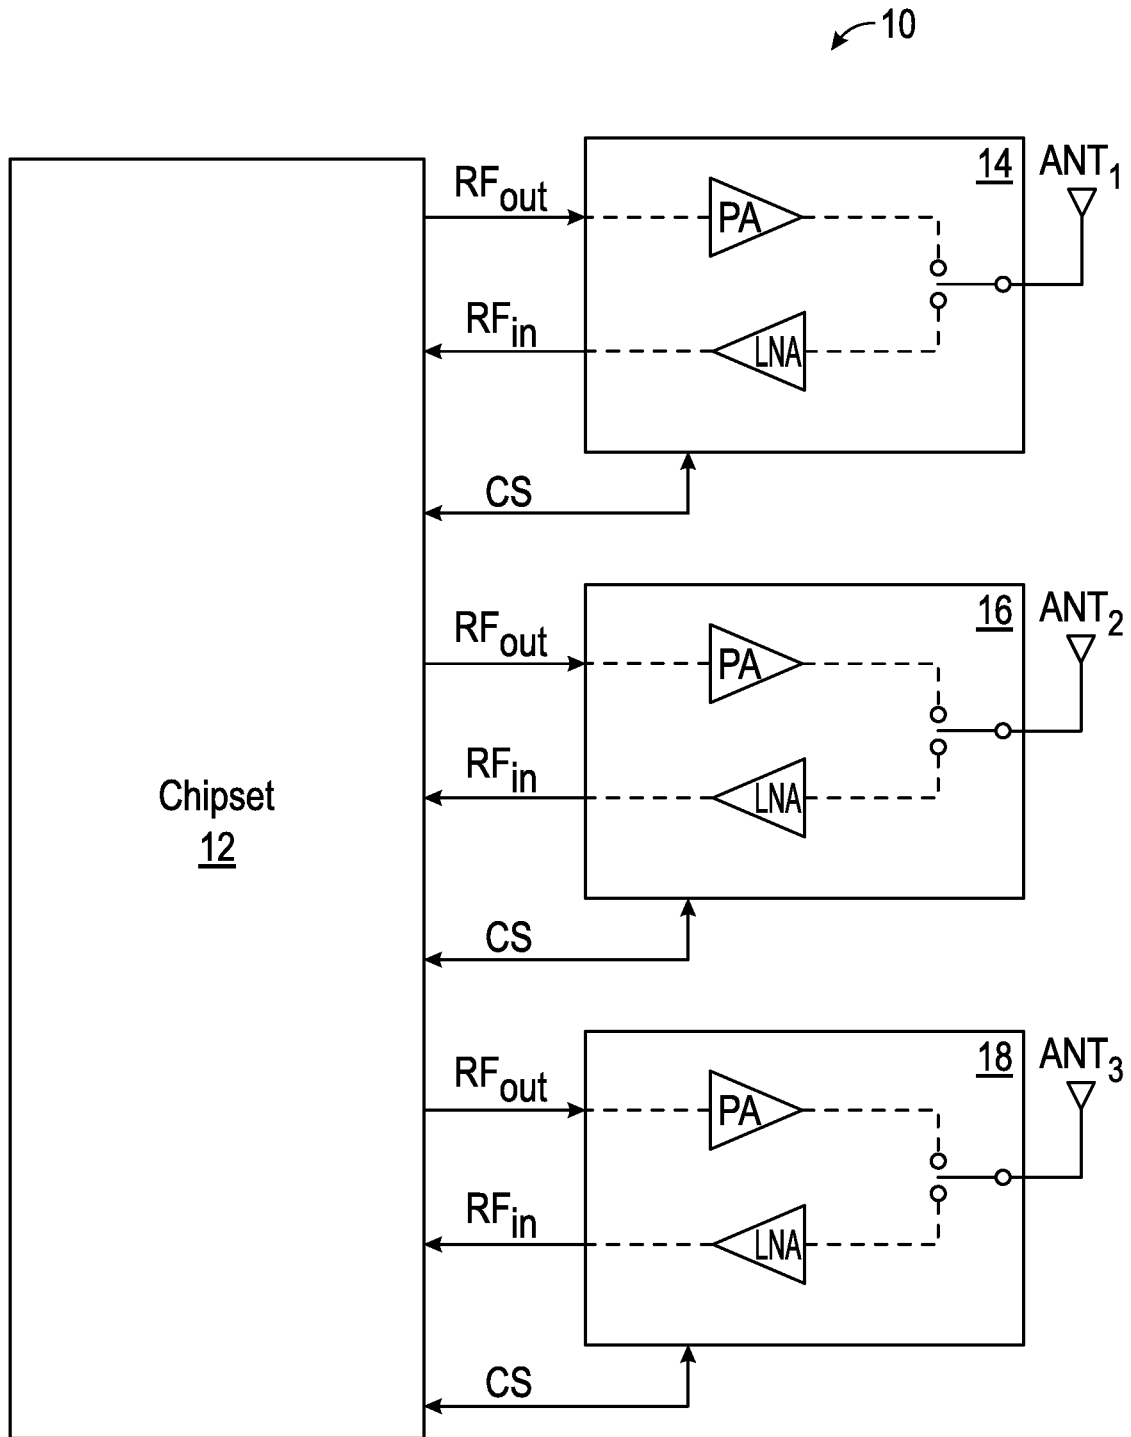 10
Chipset
12
14
ANT1
RFout
PA
RFin
LNA
CS
16
ANT2
RFout
PA
RFin
LNA
CS
18
ANT3
RFout
PA
RFin
LNA
CS